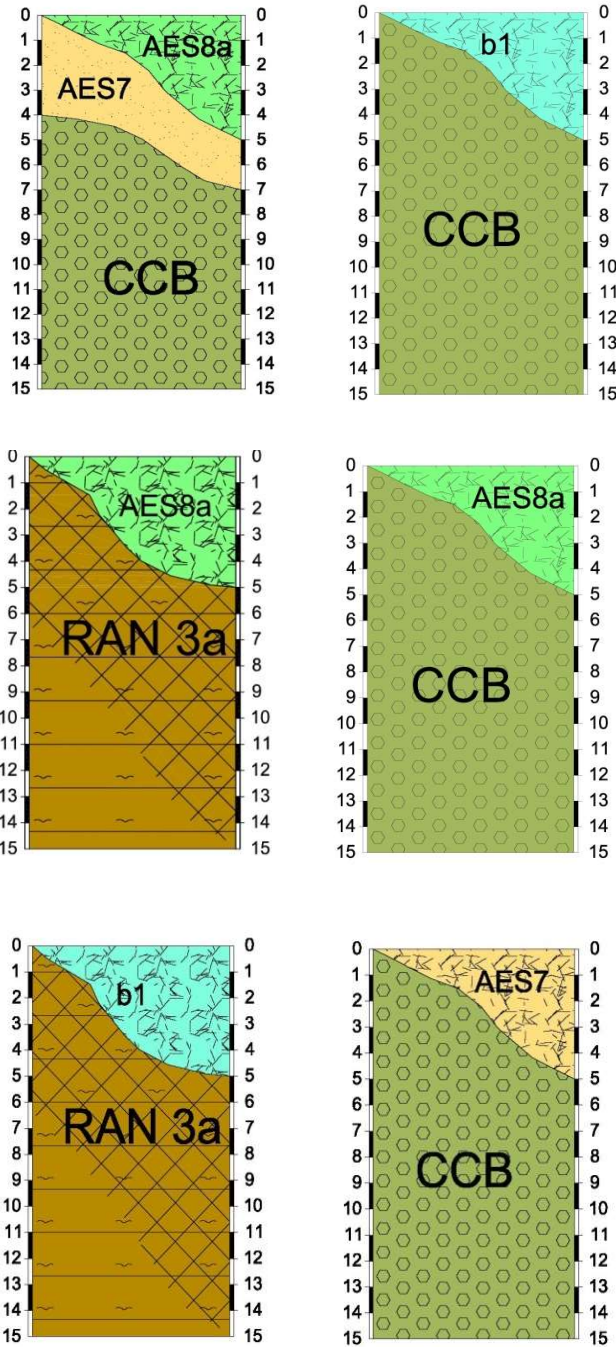 0 0 0 0
1 AES8a 1 1 b1 1
2 2 2 2
3 AES7 3 3 3
4 4 4 4
5 5 5 5
6 6 6 6
7 7 7 7
8 8 8 8
9 9 9 CCB 9
10 CCB 10 10 10
11 11 11 11
12 12 12 12
13 13 13 13
14 14 14 14
15 15 15 15
0 0 0 0
1 1 1 AES8a 1
2 AES8a 2 2 2
3 3 3 3
4 4 4 4
5 5 5 5
6 6 6 6
7 RAN 3a 7 7 7
8 8 8 8
9 9 9 CCB 9
10 10 10 10
11 11 11 11
12 12 12 12
13 13 13 13
14 14 14 14
15 15 15 15
0 0 0 0
1 1 1 AES7 1
2 b1 2 2 2
3 3 3 3
4 4 4 4
5 5 5 5
6 6 6 6
7 RAN 3a 7 7 7
8 8 8 8
9 9 9 CCB 9
10 10 10 10
11 11 11 11
12 12 12 12
13 13 13 13
14 14 14 14
15 15 15 15